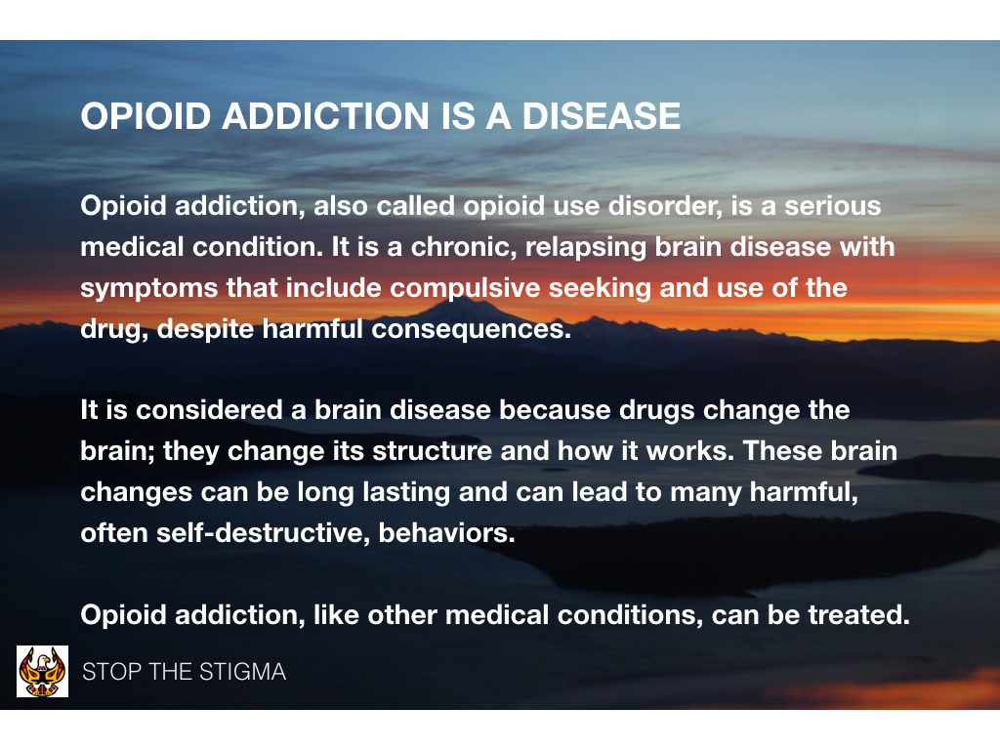 OPIOID ADDICTION IS A DISEASE
Opioid addiction, also called opioid use disorder, is a serious
medical condition. It is a chronic, relapsing brain disease with
symptoms that include compulsive seeking and use of the
drug, despite harmful consequences.
It is considered a brain disease because drugs change the
brain; they change its structure and how it works. These brain
changes can be long lasting and can lead to many harmful,
often self-destructive, behaviors.
Opioid addiction, like other medical conditions, can be treated.
STOP THE STIGMA